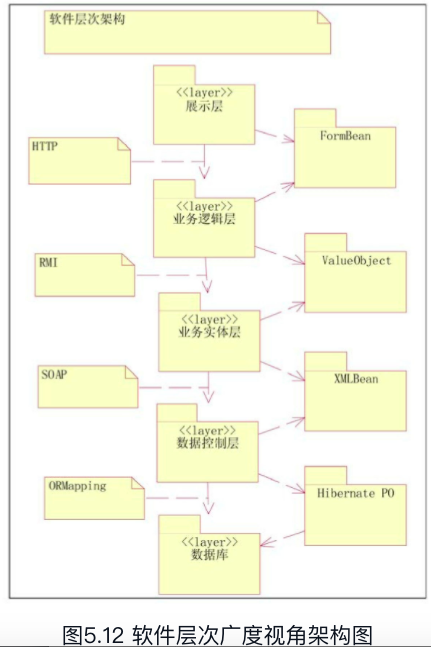 软件层次架构
<<layer>>
展示层
FormBean
HTTP
<<layer>>
业务逻辑层
ValueObject
RMI
<<layer>>
业务实体层
XMLBean
SOAP
<<layer>>
数据控制层
Hibernate PO
ORMapping
<<layer>>
数据库
图5.12 软件层次广度视角架构图